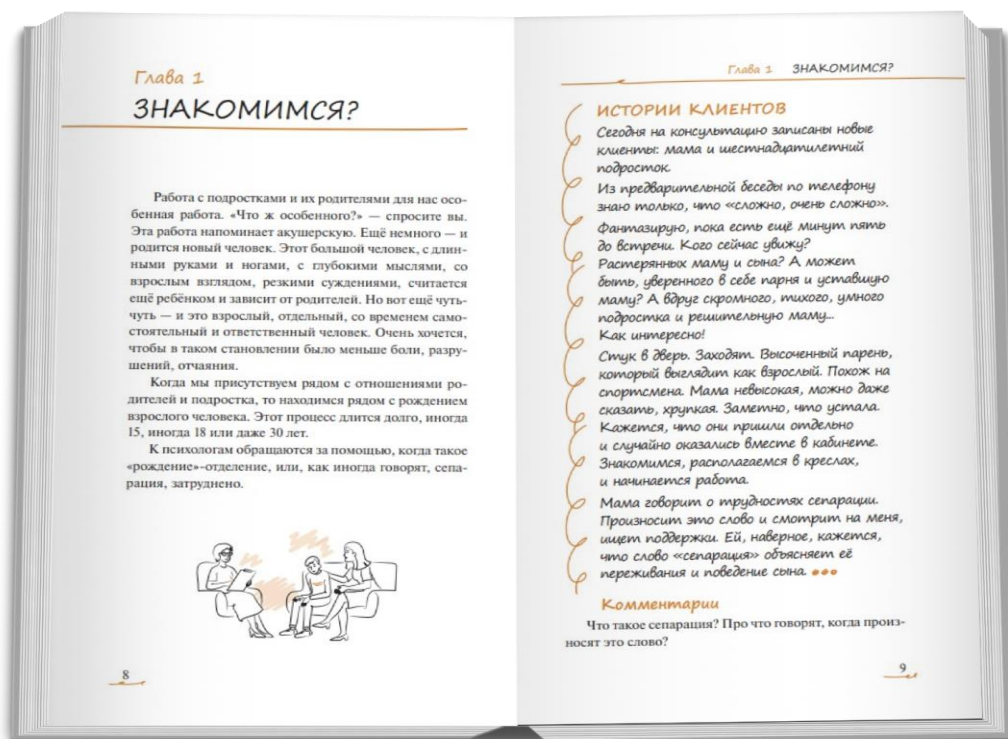 Глава 1
ЗНАКОМИМСЯ?
Работа с подростками и их родителями для нас осо-
бенная работа. «Что ж особенного?» — спросите вы.
Эта работа напоминает акушерскую. Ещё немного — и
родится новый человек. Этот большой человек, с длин-
ными руками и ногами, с глубокими мыслями, со
взрослым взглядом, резкими суждениями, считается
ещё ребёнком и зависит от родителей. Но вот ещё чуть-
чуть — и это взрослый, отдельный, со временем само-
стоятельный и ответственный человек. Очень хочется,
чтобы в таком становлении было меньше боли, разру-
шений, отчаяния.
Когда мы присутствуем рядом с отношениями ро-
дителей и подростка, то находимся рядом с рождением
взрослого человека. Этот процесс длится долго, иногда
15, иногда 18 или даже 30 лет.
К психологам обращаются за помощью, когда такое
«рождение»-отделение, или, как иногда говорят, сепа-
рация, затруднено.
8
Глава 1 ЗНАКОМИМСЯ?
ИСТОРИИ КЛИЕНТОВ
Сегодня на консультацию записаны новые
клиенты: мама и шестнадцатилетний
подросток.
Из предварительной беседы по телефону
знаю только, что «сложно, очень сложно».
Фантазирую, пока есть ещё минут пять
до встречи. Кого сейчас увижу?
Растерянных маму и сына? А может
быть, уверенного в себе парня и уставшую
маму? А вдруг скромного, тихого, умного
подростка и решительную маму...
Как интересно!
Стук в дверь. Заходят. Высоченный парень,
который выглядит как взрослый. Похож на
спортсмена. Мама невысокая, можно даже
сказать, хрупкая. Заметно, что устала.
Кажется, что они пришли отдельно
и случайно оказались вместе в кабинете.
Знакомимся, располагаемся в креслах,
и начинается работа.
Мама говорит о трудностях сепарации.
Произносит это слово и смотрит на меня,
ищет поддержки. Ей, наверное, кажется,
что слово «сепарация» объясняет её
переживания и поведение сына.
Комментарии
Что такое сепарация? Про что говорят, когда произ-
носят это слово?
9